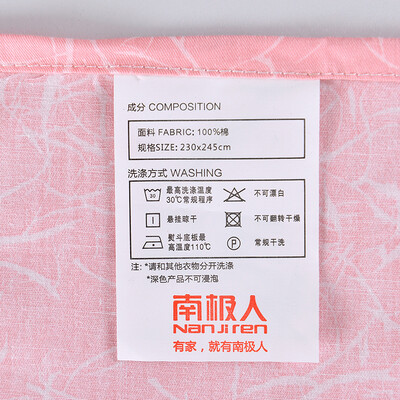 成分 COMPOSITION
面料 FABRIC: 100%棉
规格SIZE: 230x245cm
洗涤方式 WASHING
30 最高洗涤温度 不可漂白
30℃常规程序
悬挂晾干 不可翻转干燥
熨斗底板最 P 常规干洗
高温度110℃
注: *请和其他衣物分开洗涤
*深色产品不可浸泡
南极人
NanJiren
有家，就有南极人